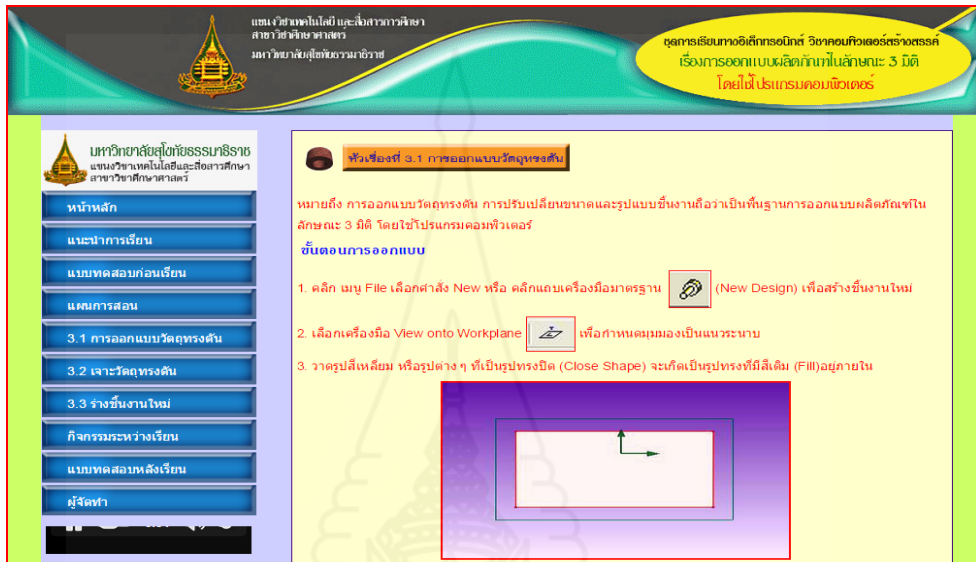 แขนงวิชาเทคโนโลยี และสื่อสารการศึกษา
สาขาวิชาศึกษาศาสตร์
มหาวิทยาลัยสุโขทัยธรรมาธิราช
ชุดการเรียนทางอิเล็กทรอนิกส์ วิชาคอมพิวเตอร์สร้างสรรค์
เรื่องการออกแบบผลิตภัณฑ์ในลักษณะ 3 มิติ
โดยใช้โปรแกรมคอมพิวเตอร์
มหาวิทยาลัยสุโขทัยธรรมาธิราช
แขนงวิชาเทคโนโลยีและสื่อสารศึกษา
สาขาวิชาศึกษาศาสตร์
หน้าหลัก
แนะนำการเรียน
แบบทดสอบก่อนเรียน
แผนการสอน
3.1 การออกแบบวัตถุทรงตัน
3.2 เจาะวัตถุทรงตัน
3.3 ร่างชิ้นงานใหม่
กิจกรรมระหว่างเรียน
แบบทดสอบหลังเรียน
ผู้จัดทำ
หัวเรื่องที่ 3.1 การออกแบบวัตถุทรงตัน
หมายถึง การออกแบบวัตถุทรงตัน การปรับเปลี่ยนขนาดและรูปแบบชิ้นงานถือว่าเป็นพื้นฐานการออกแบบผลิตภัณฑ์ใน
ลักษณะ 3 มิติ โดยใช้โปรแกรมคอมพิวเตอร์
ขั้นตอนการออกแบบ
1. คลิก เมนู File เลือกคำสั่ง New หรือ คลิกแถบเครื่องมือมาตรฐาน (New Design) เพื่อสร้างชิ้นงานใหม่
2. เลือกเครื่องมือ View onto Workplane เพื่อกำหนดมุมมองเป็นแนวระนาบ
3. วาดรูปสี่เหลี่ยม หรือรูปต่าง ๆ ที่เป็นรูปทรงปิด (Close Shape) จะเกิดเป็นรูปทรงที่มีสีเติม (Fill)อยู่ภายใน